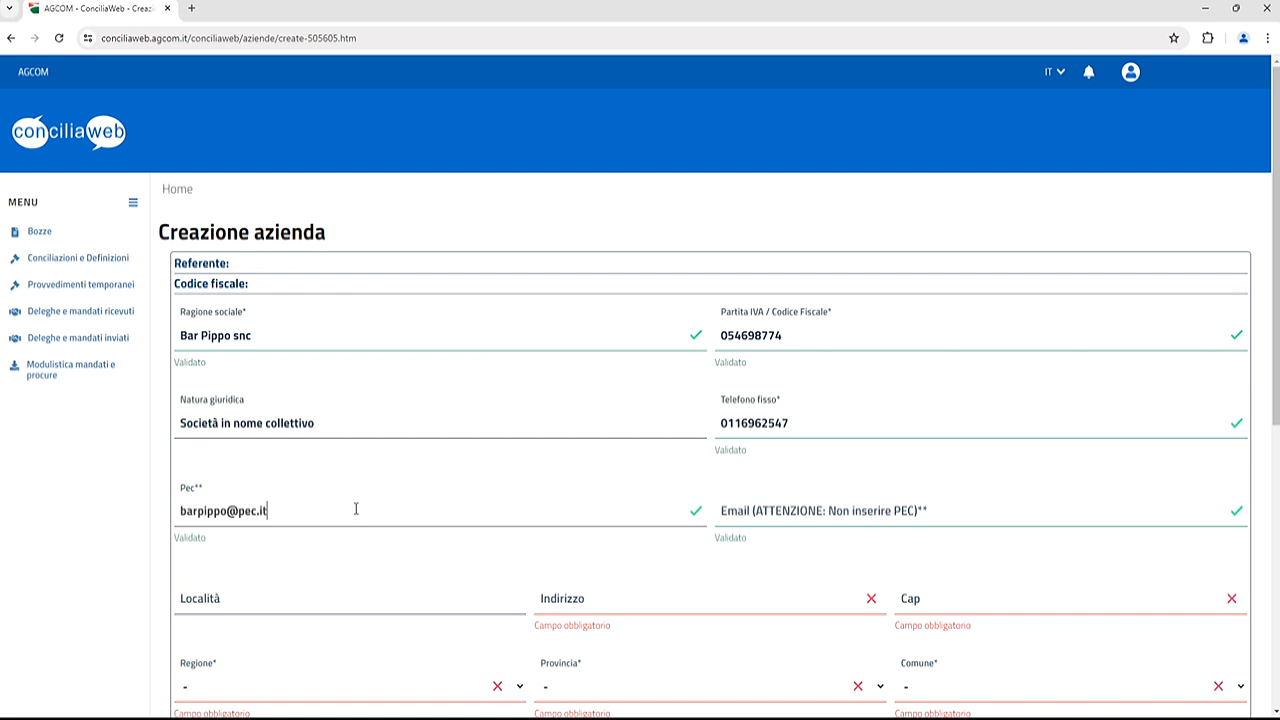 AGCOM - ConciliaWeb - Creaz
conciliaweb.agcom.it/conciliaweb/aziende/create-505605.htm
AGCOM
IT
conciliaweb
MENU
Bozze
Conciliazioni e Definizioni
Provvedimenti temporanei
Deleghe e mandati ricevuti
Deleghe e mandati inviati
Modulistica mandati e
procure
Home
Creazione azienda
Referente:
Codice fiscale:
Ragione sociale* Partita IVA / Codice Fiscale*
Bar Pippo snc 054698774
Validato Validato
Natura giuridica Telefono fisso*
Società in nome collettivo 0116962547
Validato
Pec**
barpippo@pec.it Email (ATTENZIONE: Non inserire PEC)**
Validato Validato
Località Indirizzo Cap
Campo obbligatorio Campo obbligatorio
Regione* Provincia* Comune*
- - -
Campo obbligatorio Campo obbligatorio Campo obbligatorio